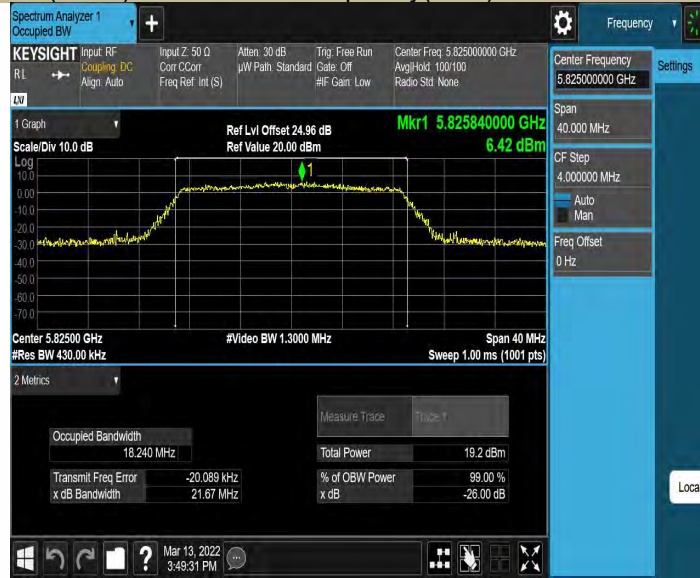 Spectrum Analyzer 1
Occupied BW
Frequency
KEYSIGHT
RL
LXI
Input: RF
Coupling: DC
Align: Auto
Input Z: 50 Ω
Corr CCorr
Freq Ref: Int (S)
Atten: 30 dB
µW Path: Standard
Trig: Free Run
Gate: Off
#IF Gain: Low
Center Freq: 5.825000000 GHz
Avg|Hold: 100/100
Radio Std: None
Center Frequency
5.825000000 GHz
Settings
Span
40.000 MHz
CF Step
4.000000 MHz
Auto
Man
Freq Offset
0 Hz
1 Graph
Scale/Div 10.0 dB
Ref Lvl Offset 24.96 dB
Ref Value 20.00 dBm
Mkr1 5.825840000 GHz
6.42 dBm
Log
10.0
0.00
-10.0
-20.0
-30.0
-40.0
-50.0
-60.0
-70.0
1
Center 5.82500 GHz
#Res BW 430.00 kHz
#Video BW 1.3000 MHz
Span 40 MHz
Sweep 1.00 ms (1001 pts)
2 Metrics
Measure Trace
Trace 1
Occupied Bandwidth
18.240 MHz
Total Power
19.2 dBm
Transmit Freq Error
-20.089 kHz
% of OBW Power
99.00 %
x dB Bandwidth
21.67 MHz
x dB
-26.00 dB
Loca
?
Mar 13, 2022
3:49:31 PM